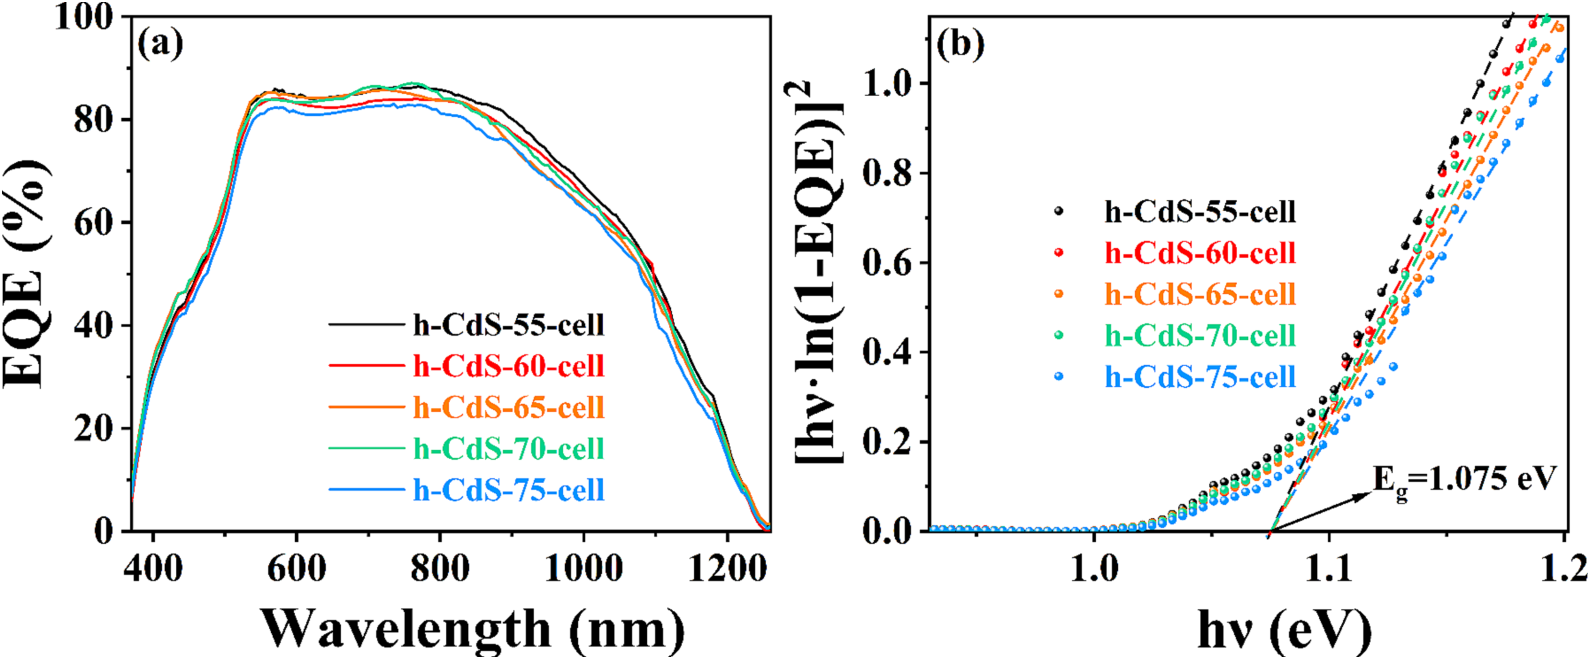 (a)
EQE (%)
100
80
60
40
20
0
h-CdS-55-cell
h-CdS-60-cell
h-CdS-65-cell
h-CdS-70-cell
h-CdS-75-cell
400 600 800 1000 1200
Wavelength (nm)
(b)
[hν·ln(1-EQE)]²
1.0
0.8
0.6
0.4
0.2
0.0
h-CdS-55-cell
h-CdS-60-cell
h-CdS-65-cell
h-CdS-70-cell
h-CdS-75-cell
Eg=1.075 eV
1.0 1.1 1.2
hν (eV)